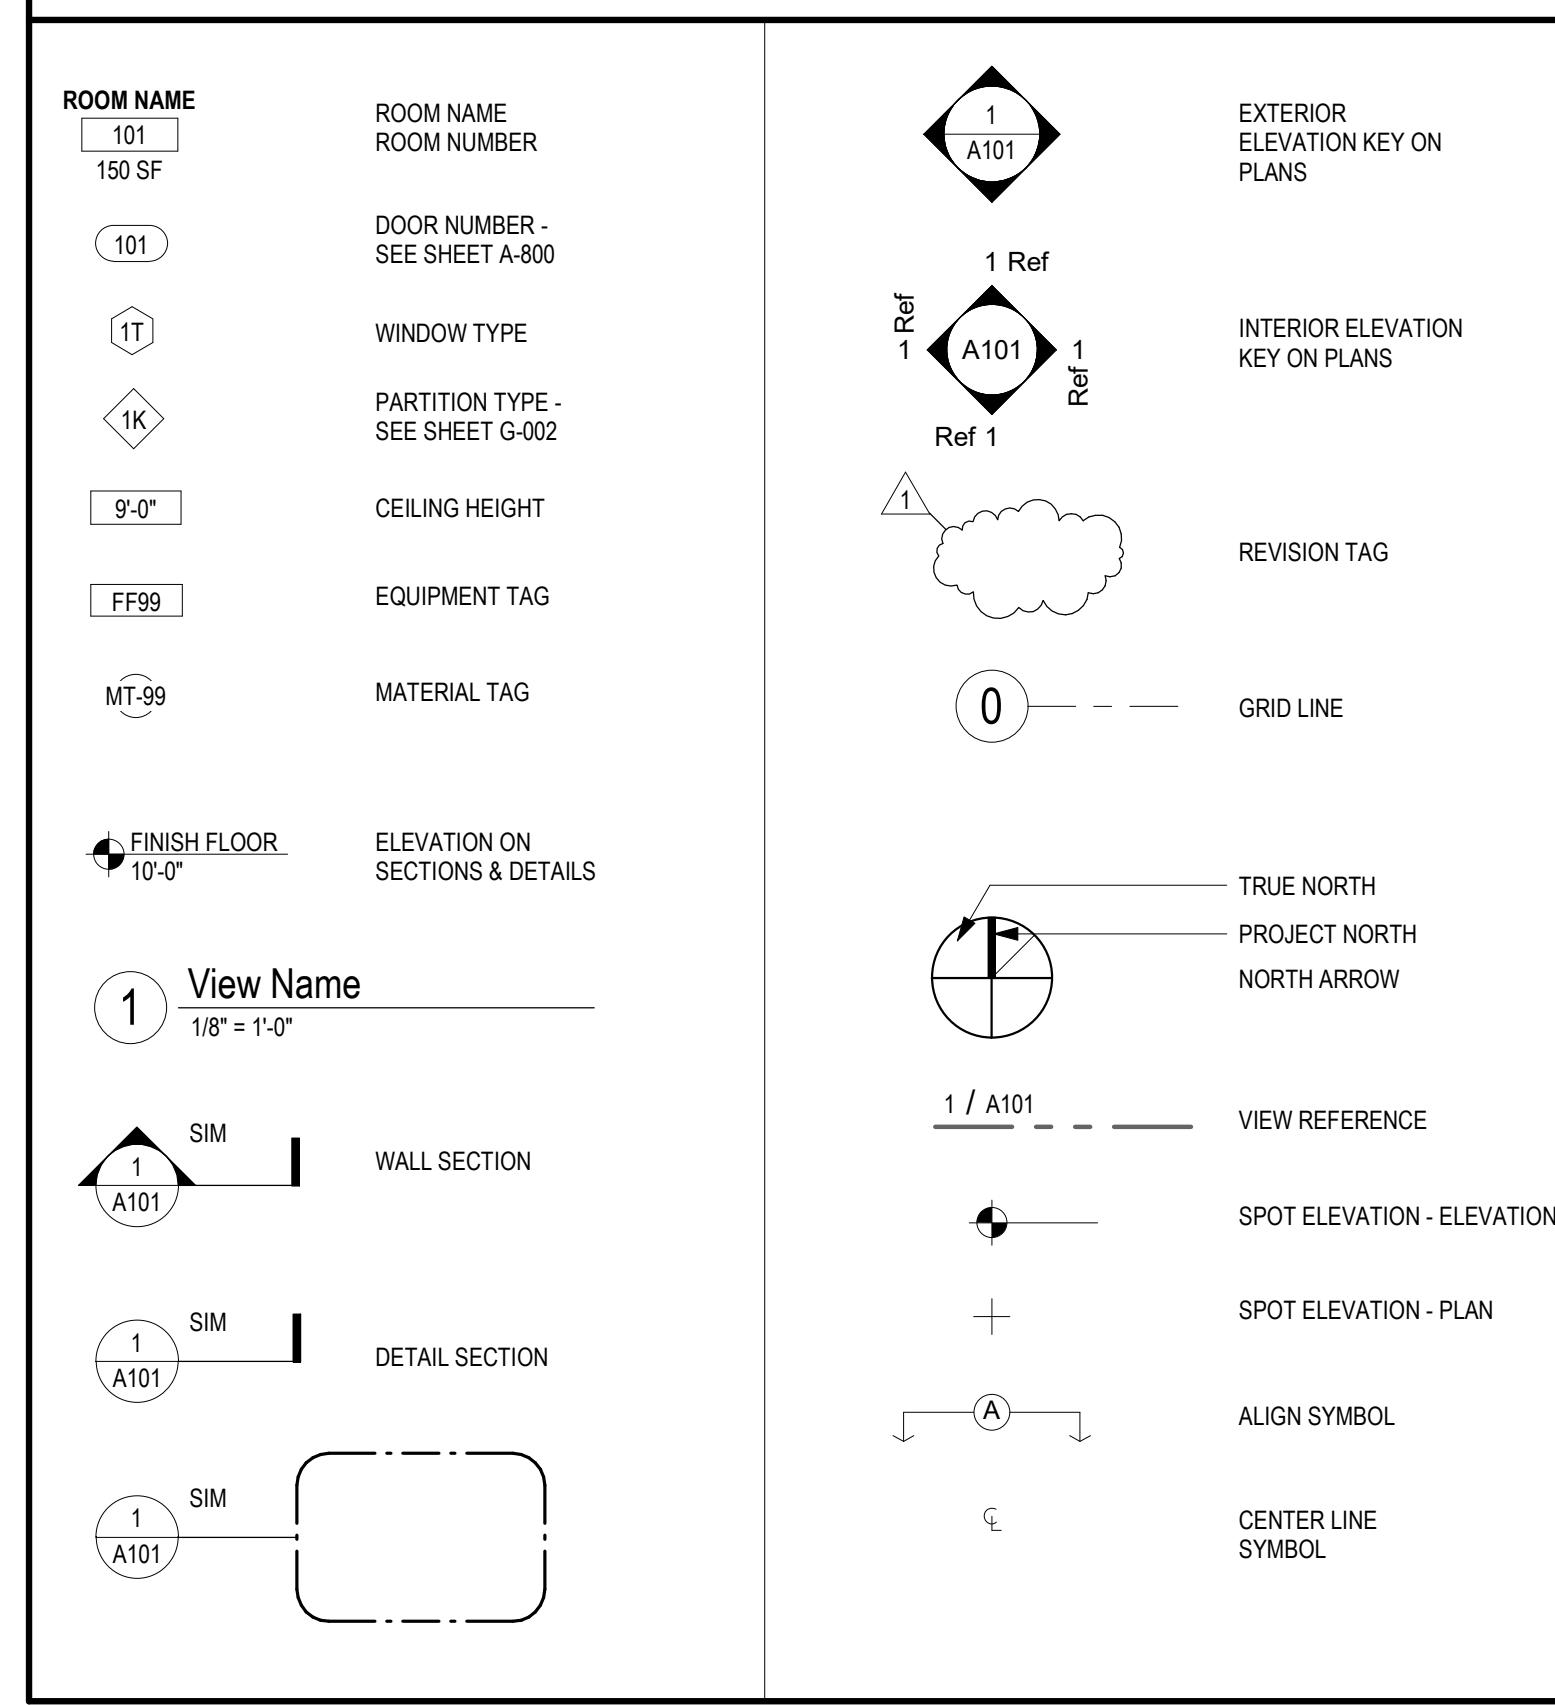 ROOM NAME
101
150 SF
ROOM NAME
ROOM NUMBER
101
DOOR NUMBER -
SEE SHEET A-800
1T
WINDOW TYPE
1K
PARTITION TYPE -
SEE SHEET G-002
9'-0"
CEILING HEIGHT
FF99
EQUIPMENT TAG
MT-99
MATERIAL TAG
FINISH FLOOR
10'-0"
ELEVATION ON
SECTIONS & DETAILS
1
View Name
1/8" = 1'-0"
SIM
1
A101
WALL SECTION
SIM
1
A101
DETAIL SECTION
SIM
1
A101
1
A101
EXTERIOR
ELEVATION KEY ON
PLANS
1 Ref
1 Ref
A101
1 Ref
Ref 1
INTERIOR ELEVATION
KEY ON PLANS
1
REVISION TAG
0
GRID LINE
TRUE NORTH
PROJECT NORTH
NORTH ARROW
1 / A101
VIEW REFERENCE
SPOT ELEVATION - ELEVATION
SPOT ELEVATION - PLAN
A
ALIGN SYMBOL
℄
CENTER LINE
SYMBOL